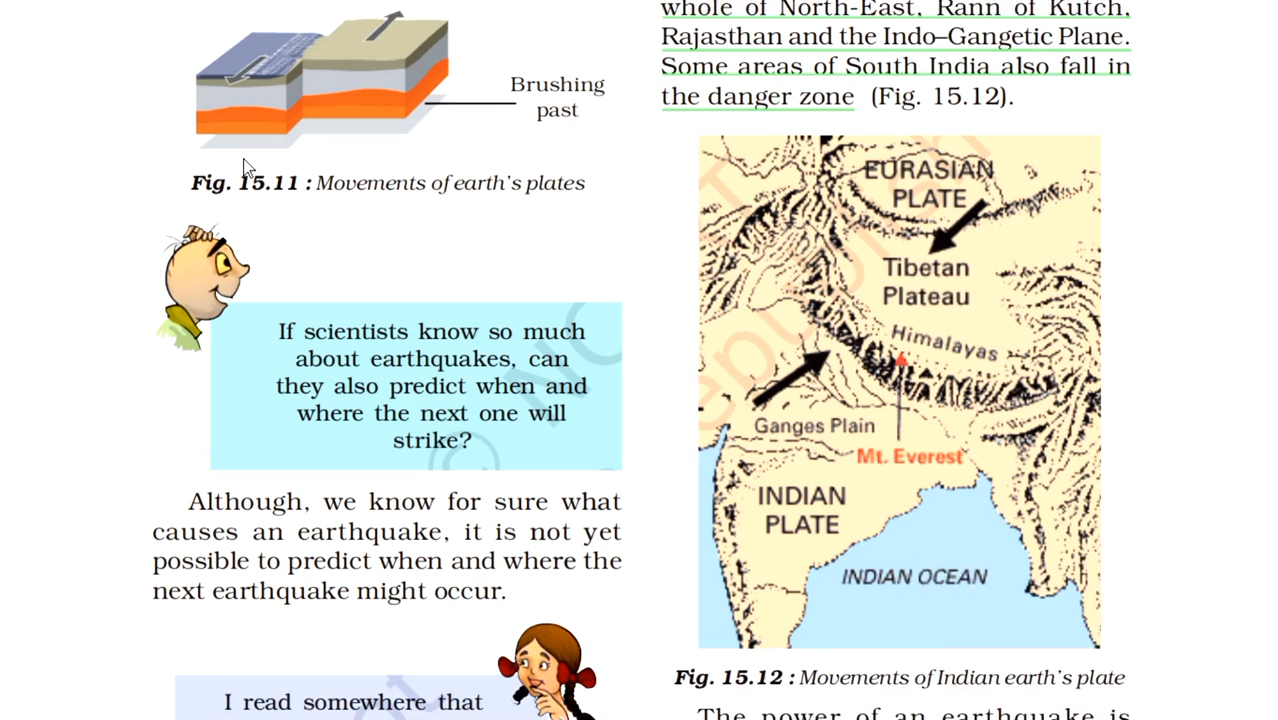 Brushing
past
Fig. 15.11 : Movements of earth's plates
If scientists know so much
about earthquakes, can
they also predict when and
where the next one will
strike?
Although, we know for sure what
causes an earthquake, it is not yet
possible to predict when and where the
next earthquake might occur.
I read somewhere that
whole of North-East, Rann of Kutch,
Rajasthan and the Indo–Gangetic Plane.
Some areas of South India also fall in
the danger zone (Fig. 15.12).
EURASIAN
PLATE
Tibetan
Plateau
Himalayas
Ganges Plain
Mt. Everest
INDIAN
PLATE
INDIAN OCEAN
Fig. 15.12 : Movements of Indian earth's plate
The power of an earthquake is